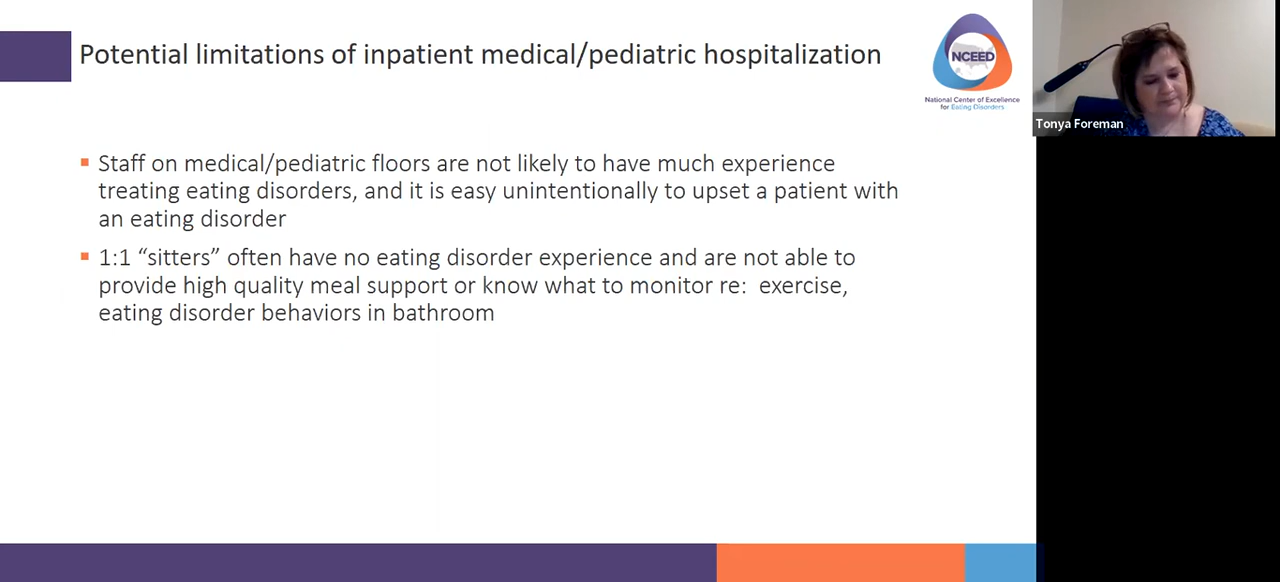 Potential limitations of inpatient medical/pediatric hospitalization
NCEED
National Center of Excellence
for Eating Disorders
Tonya Foreman
Staff on medical/pediatric floors are not likely to have much experience
treating eating disorders, and it is easy unintentionally to upset a patient with
an eating disorder
1:1 “sitters” often have no eating disorder experience and are not able to
provide high quality meal support or know what to monitor re:  exercise,
eating disorder behaviors in bathroom